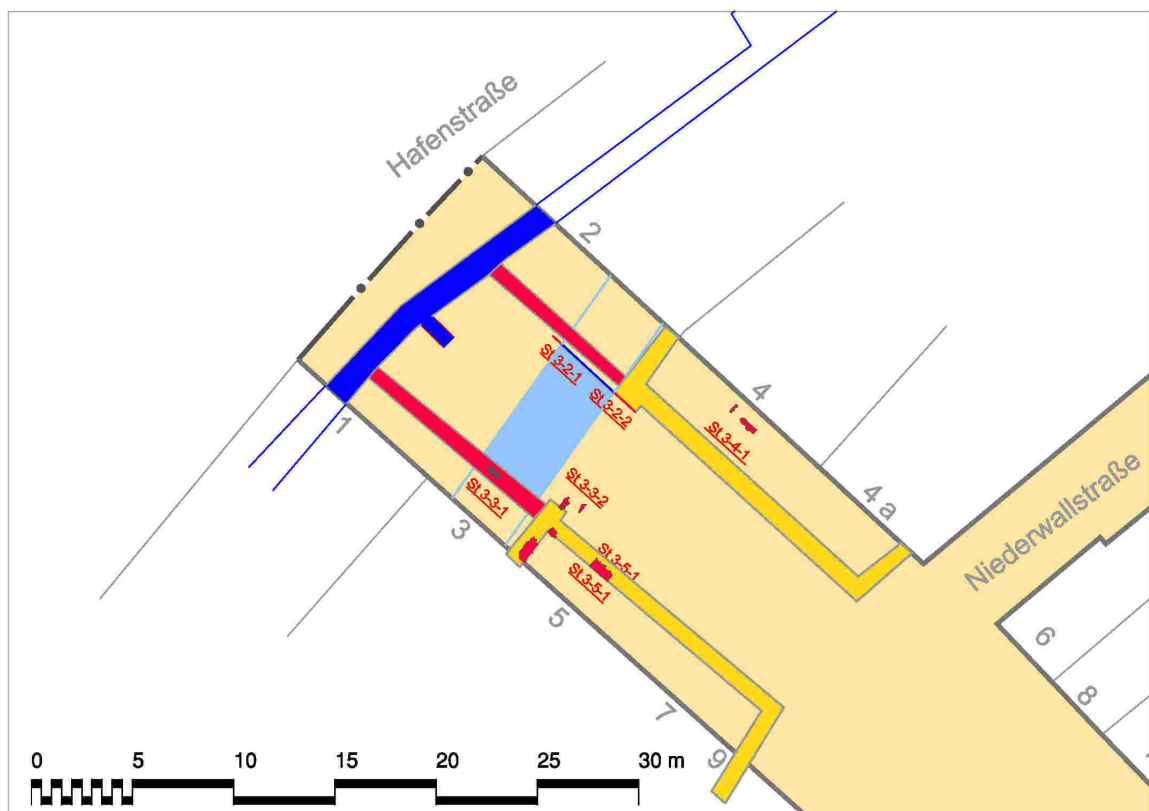 Hafenstraße
2
St 3-2-1
St 3-2-2
4
St 3-4-1
4 a
Niederwallstraße
1
St 3-3-1
St 3-3-2
3
St 3-5-1
St 3-5-1
5
6
8
7
9
0 5 10 15 20 25 30 m